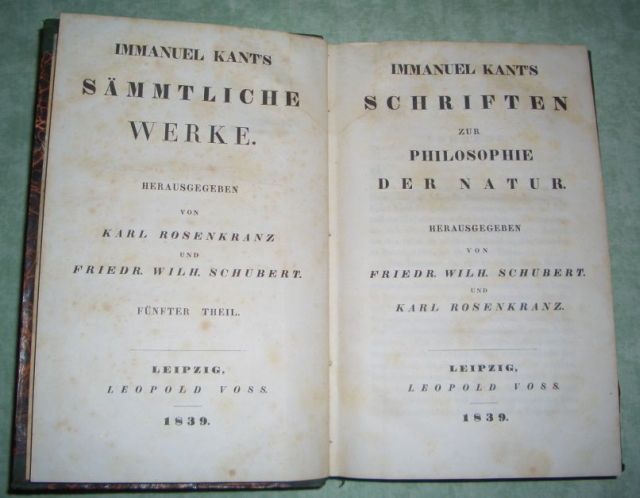 IMMANUEL KANT'S
SÄMMTLICHE
WERKE.
HERAUSGEGEBEN
VON
KARL ROSENKRANZ
UND
FRIEDR. WILH. SCHUBERT.
FÜNFTER THEIL.
LEIPZIG,
LEOPOLD VOSS.
1839.
IMMANUEL KANT'S
SCHRIFTEN
ZUR
PHILOSOPHIE
DER NATUR.
HERAUSGEGEBEN
VON
FRIEDR. WILH. SCHUBERT
UND
KARL ROSENKRANZ.
LEIPZIG,
LEOPOLD VOSS.
1839.